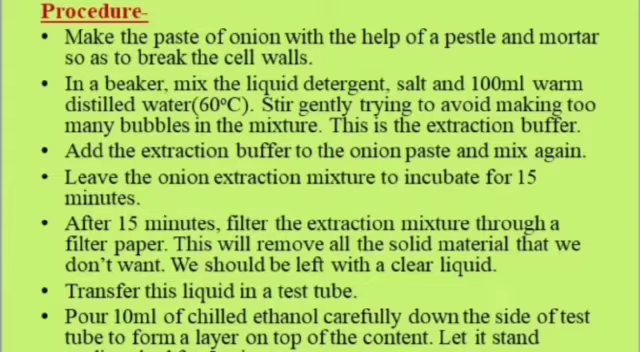 Procedure-
• Make the paste of onion with the help of a pestle and mortar
so as to break the cell walls.
• In a beaker, mix the liquid detergent, salt and 100ml warm
distilled water(60°C). Stir gently trying to avoid making too
many bubbles in the mixture. This is the extraction buffer.
• Add the extraction buffer to the onion paste and mix again.
• Leave the onion extraction mixture to incubate for 15
minutes.
• After 15 minutes, filter the extraction mixture through a
filter paper. This will remove all the solid material that we
don't want. We should be left with a clear liquid.
• Transfer this liquid in a test tube.
• Pour 10ml of chilled ethanol carefully down the side of test
tube to form a layer on top of the content. Let it stand